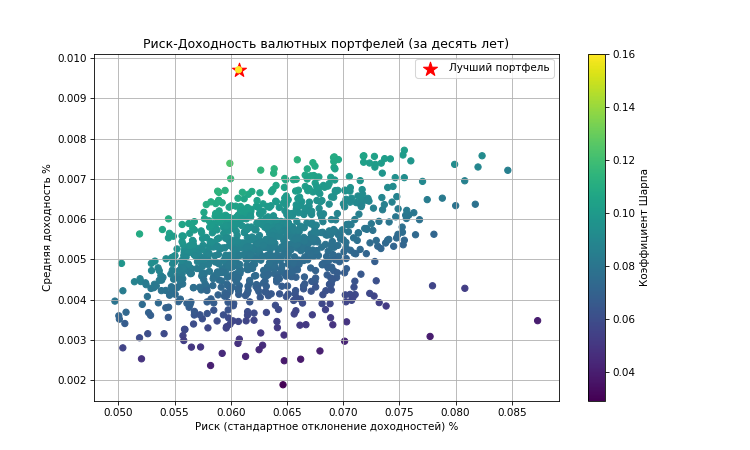 Риск-Доходность валютных портфелей (за десять лет)
Лучший портфель
Средняя доходность %
0.010
0.009
0.008
0.007
0.006
0.005
0.004
0.003
0.002
0.050 0.055 0.060 0.065 0.070 0.075 0.080 0.085
Риск (стандартное отклонение доходностей) %
0.16
0.14
0.12
0.10
0.08
0.06
0.04
Коэффициент Шарпа